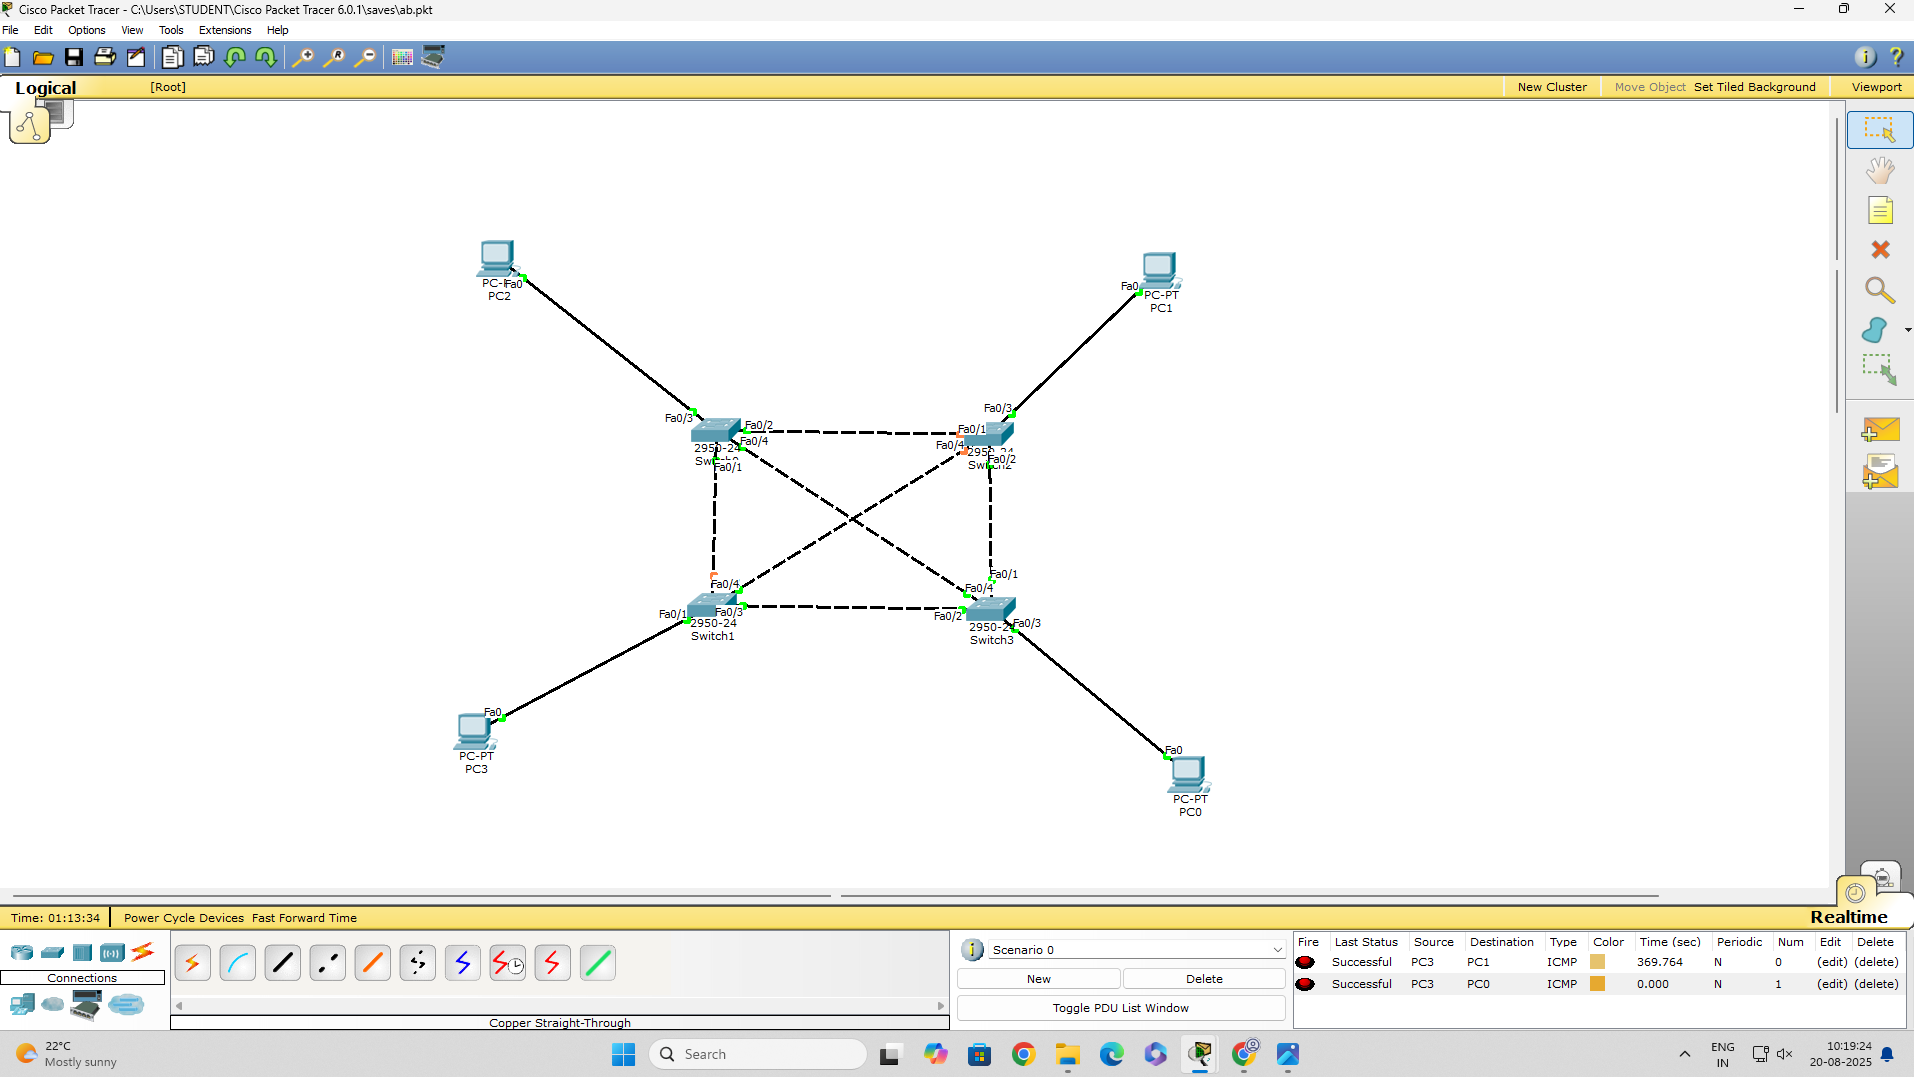 Cisco Packet Tracer - C:\Users\STUDENT\Cisco Packet Tracer 6.0.1\saves\ab.pkt
File Edit Options View Tools Extensions Help
Logical [Root] New Cluster Move Object Set Tiled Background Viewport
Fa0
PC2
Fa0
PC-PT
PC1
Fa0/3
Fa0/2
Fa0/4
2950-24
Fa0/1
Fa0/3
Fa0/1
Fa0/4
Fa0/2
Fa0/4
Fa0/1
Fa0/3
2950-24
Switch1
Fa0/1
Fa0/4
Fa0/2
Fa0/3
2950-24
Switch3
Fa0
PC-PT
PC3
Fa0
PC-PT
PC0
Time: 01:13:34 Power Cycle Devices Fast Forward Time
Realtime
Connections
Copper Straight-Through
Scenario 0
New Delete
Toggle PDU List Window
Fire Last Status Source Destination Type Color Time (sec) Periodic Num Edit Delete
Successful PC3 PC1 ICMP 369.764 N 0 (edit) (delete)
Successful PC3 PC0 ICMP 0.000 N 1 (edit) (delete)
22°C
Mostly sunny
Search
ENG
IN
10:19:24
20-08-2025